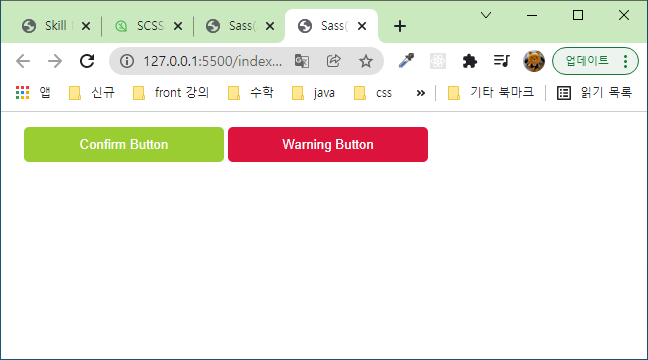 Skill
SCSS
Sass(
Sass(
127.0.0.1:5500/index...
업데이트
앱 신규 front 강의 수학 java css » 기타 북마크 읽기 목록
Confirm Button Warning Button